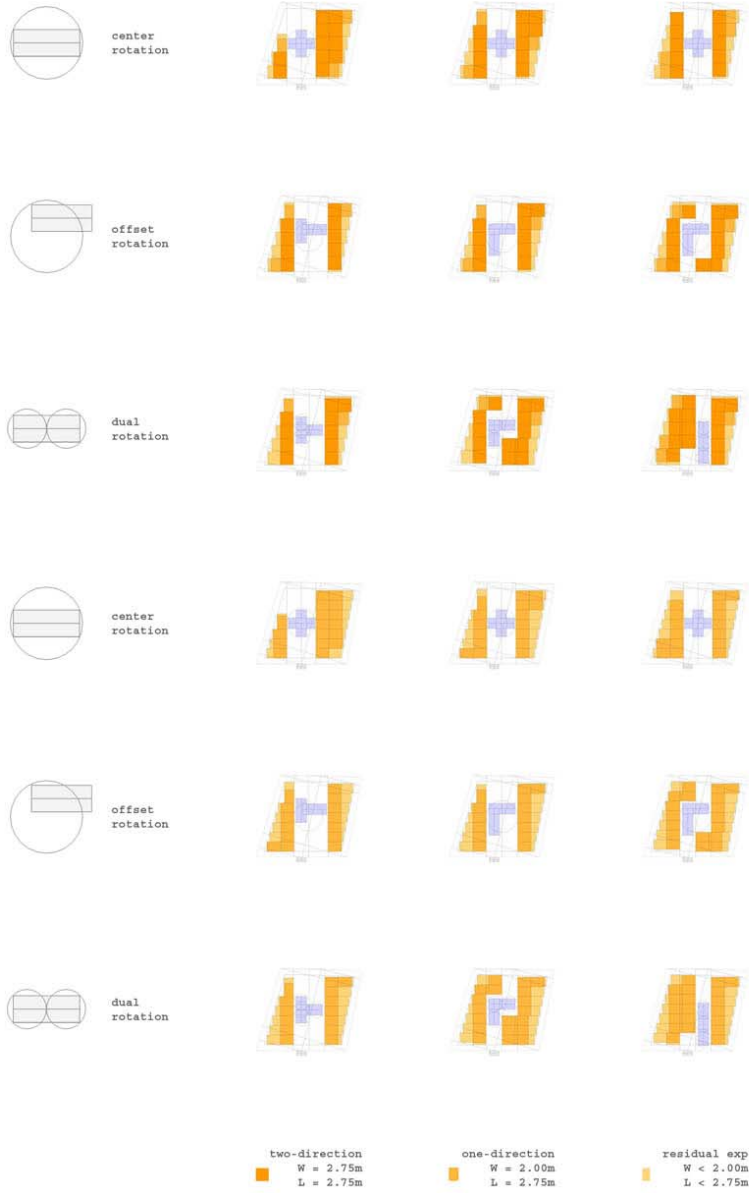 center
rotation
offset
rotation
dual
rotation
center
rotation
offset
rotation
dual
rotation
two-direction
W = 2.75m
L = 2.75m
one-direction
W = 2.00m
L = 2.75m
residual exp
W < 2.00m
L < 2.75m